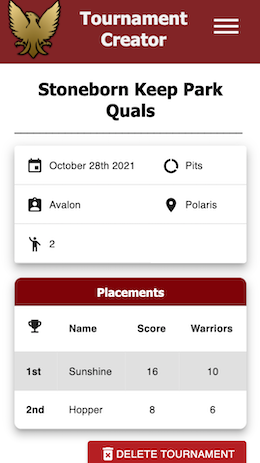 Tournament
Creator
Stoneborn Keep Park
Quals
October 28th 2021 Pits
Avalon Polaris
2
Placements
Name Score Warriors
1st Sunshine 16 10
2nd Hopper 8 6
DELETE TOURNAMENT